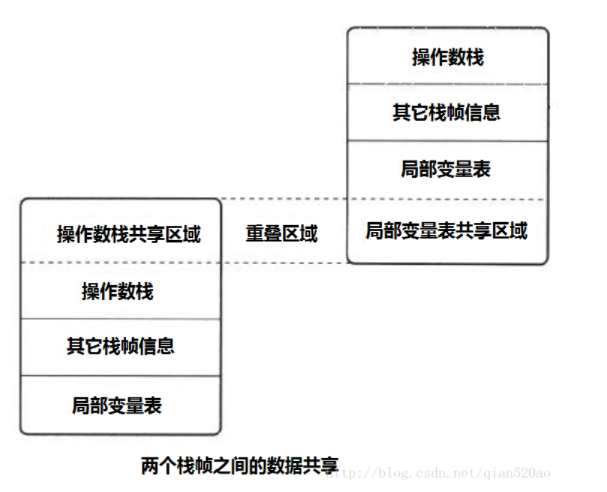 操作数栈
其它栈帧信息
局部变量表
操作数栈共享区域 重叠区域 局部变量表共享区域
操作数栈
其它栈帧信息
局部变量表
两个栈帧之间的数据共享
http://blog.csdn.net/qian520ao